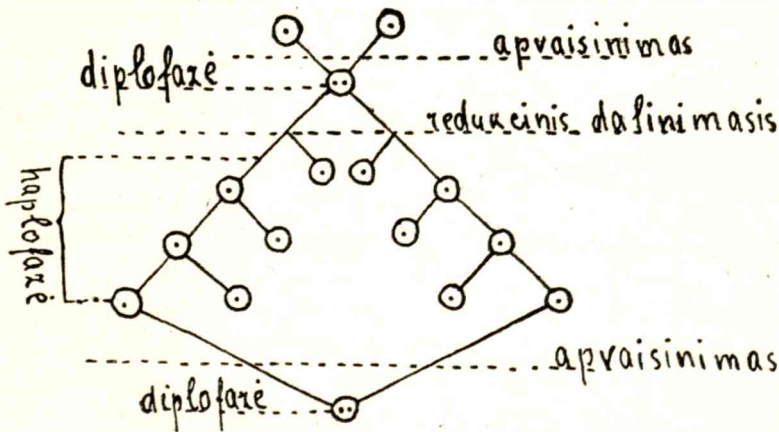 apvaisinimas
diplofazė
redukcinis dalinimasis
haplofazė
apvaisinimas
diplofazė